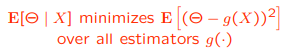 E[Θ | X] minimizes E[(Θ − g(X))²]
over all estimators g(·)